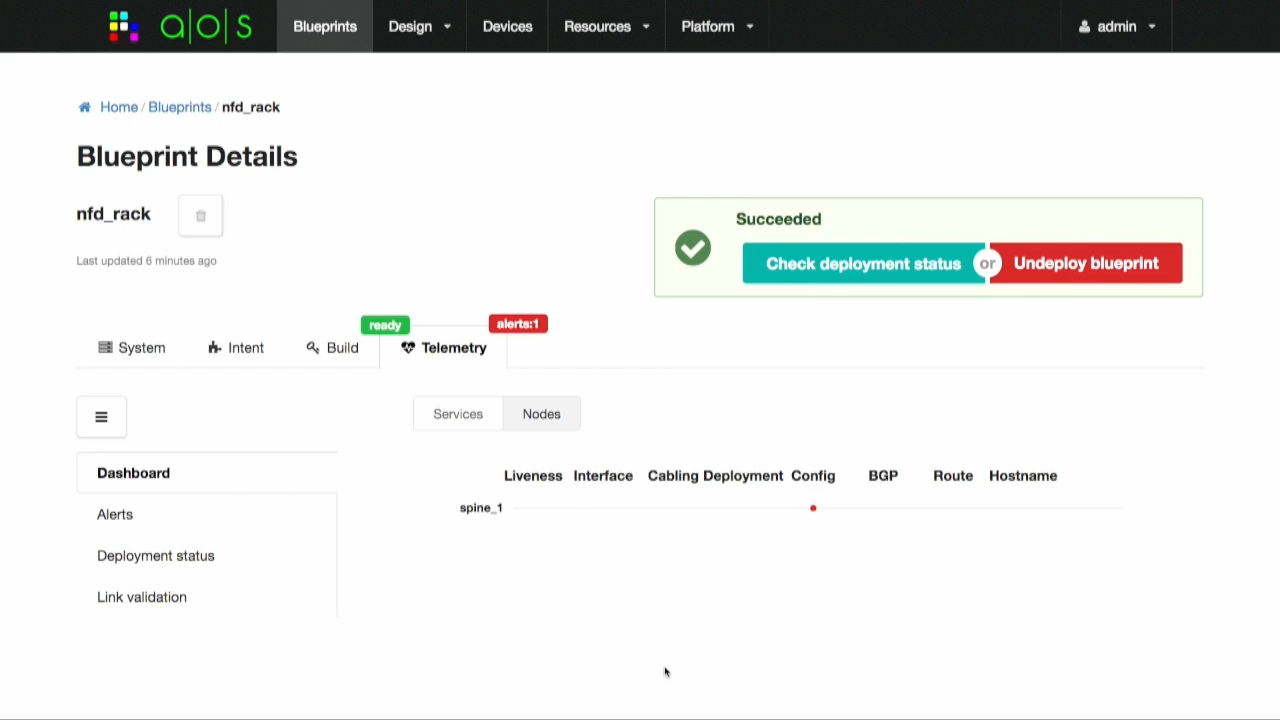 a|o|s Blueprints Design Devices Resources Platform admin
Home / Blueprints / nfd_rack
Blueprint Details
nfd_rack
Last updated 6 minutes ago
Succeeded
Check deployment status or Undeploy blueprint
ready alerts:1
System Intent Build Telemetry
Services Nodes
Dashboard
Alerts
Deployment status
Link validation
Liveness Interface Cabling Deployment Config BGP Route Hostname
spine_1